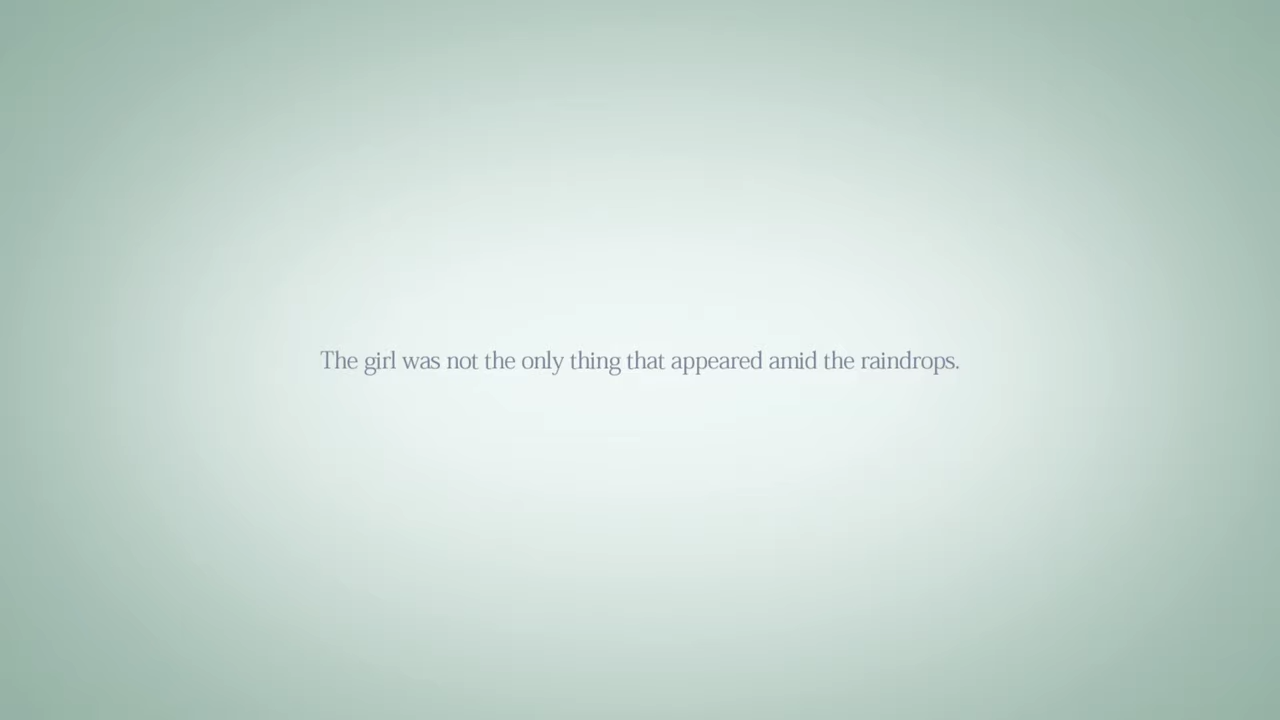 The girl was not the only thing that appeared amid the raindrops.